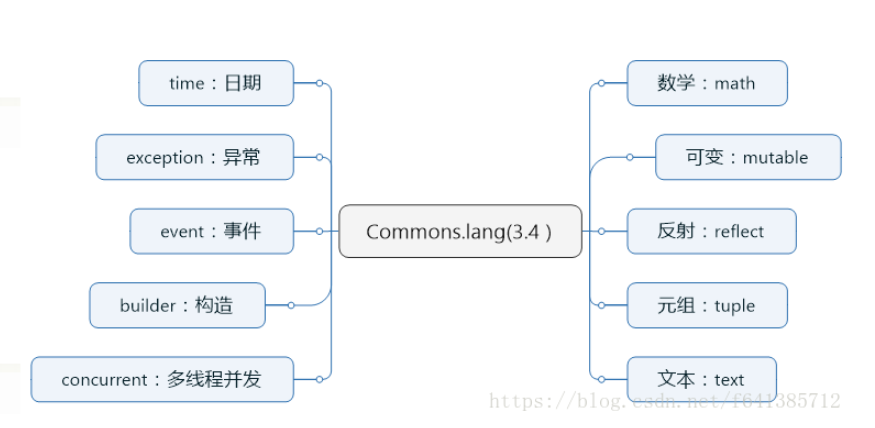 time：日期
exception：异常
event：事件
builder：构造
concurrent：多线程并发
Commons.lang(3.4 )
数学：math
可变：mutable
反射：reflect
元组：tuple
文本：text
https://blog.csdn.net/f641385712